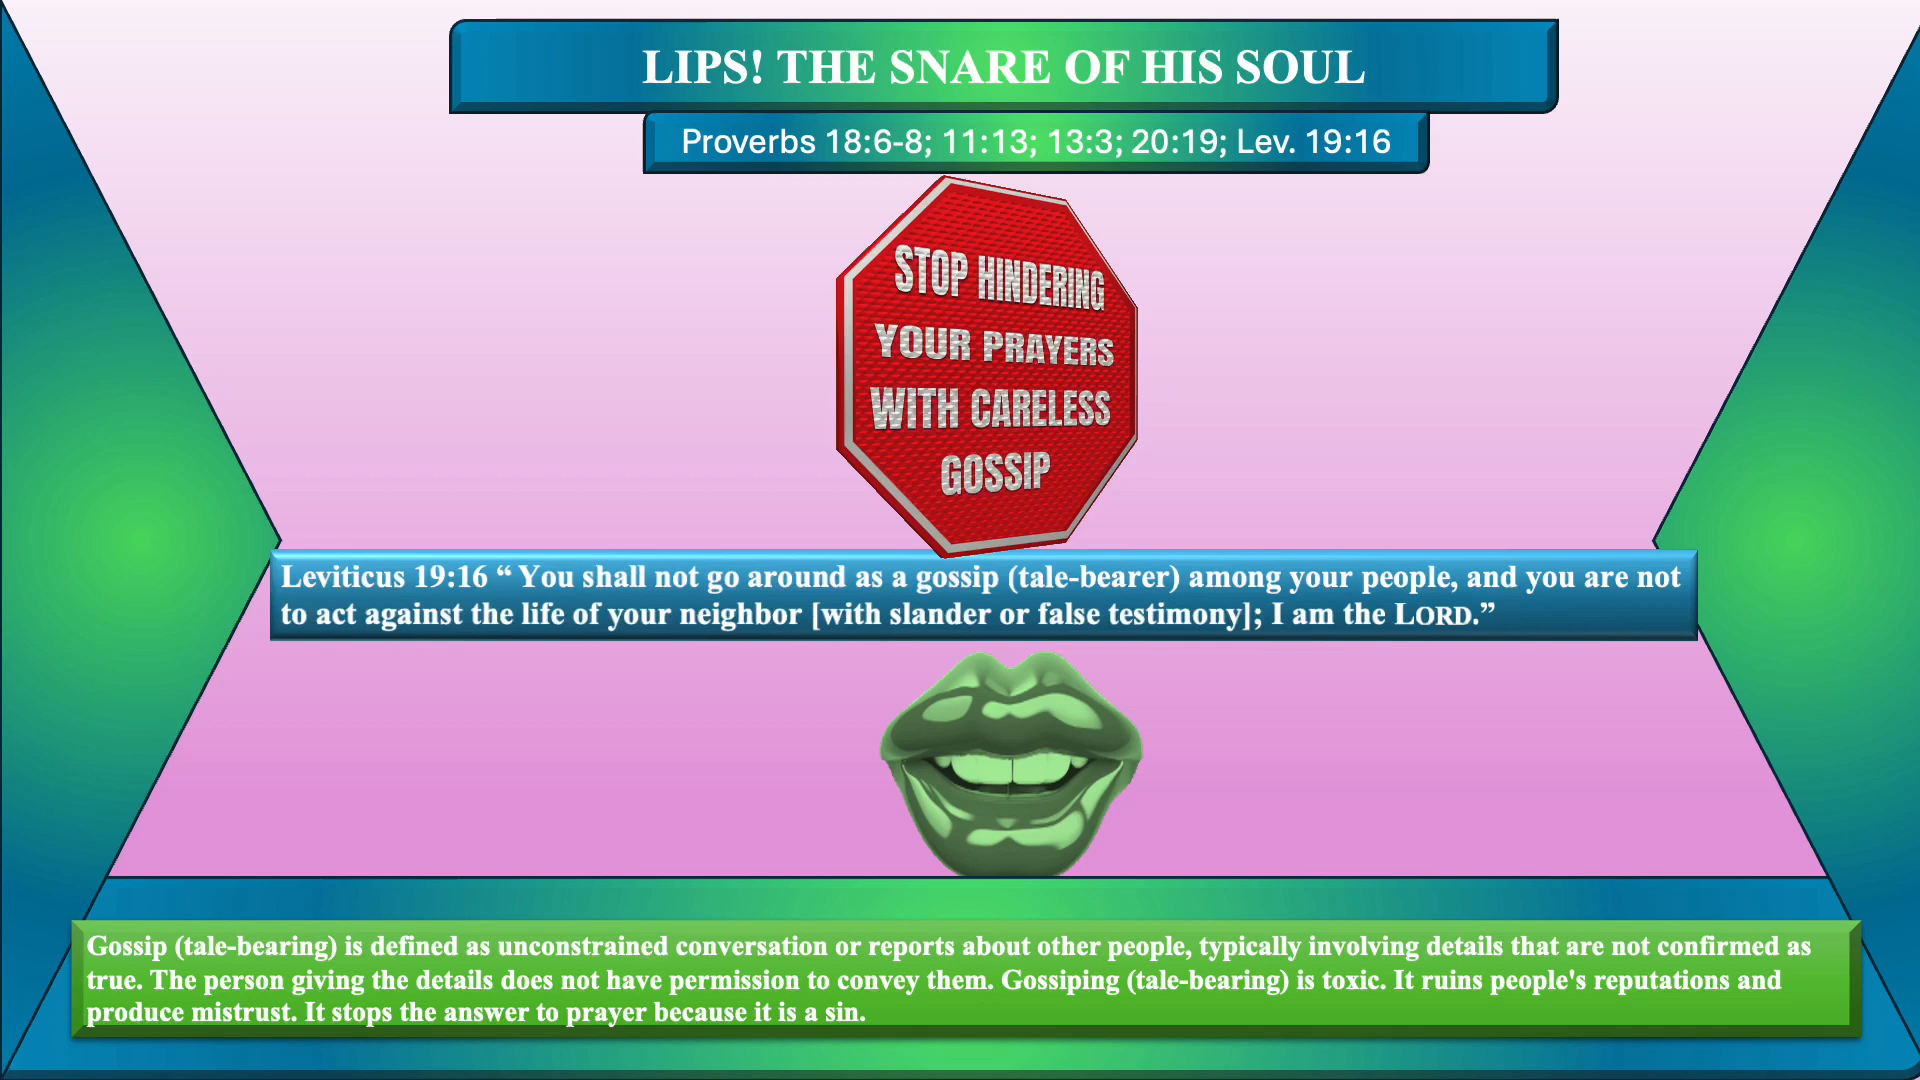 LIPS! THE SNARE OF HIS SOUL
Proverbs 18:6-8; 11:13; 13:3; 20:19; Lev. 19:16
STOP HINDERING
YOUR PRAYERS
WITH CARELESS
GOSSIP
Leviticus 19:16 “ You shall not go around as a gossip (tale-bearer) among your people, and you are not
to act against the life of your neighbor [with slander or false testimony]; I am the LORD.”
Gossip (tale-bearing) is defined as unconstrained conversation or reports about other people, typically involving details that are not confirmed as
true. The person giving the details does not have permission to convey them. Gossiping (tale-bearing) is toxic. It ruins people's reputations and
produce mistrust. It stops the answer to prayer because it is a sin.